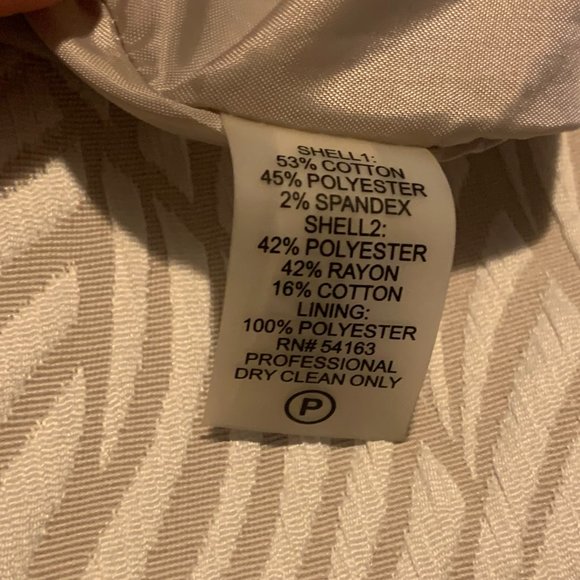 SHELL1:
53% COTTON
45% POLYESTER
2% SPANDEX
SHELL2:
42% POLYESTER
42% RAYON
16% COTTON
LINING:
100% POLYESTER
RN# 54163
PROFESSIONAL
DRY CLEAN ONLY
P